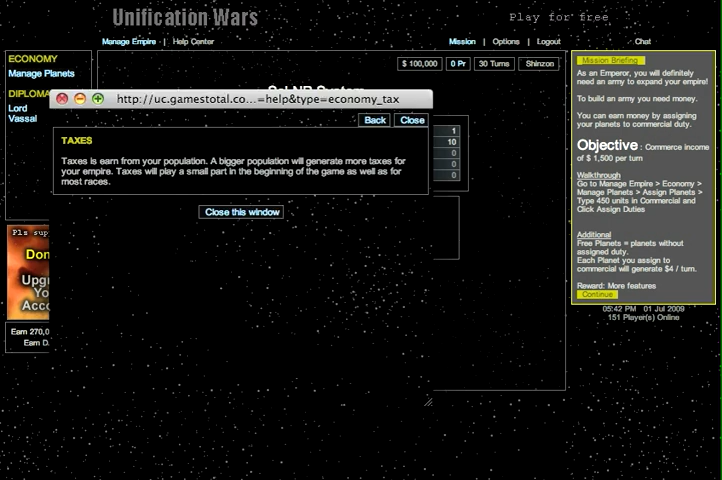 Unification Wars
Play for free
Manage Empire | Help Center
Mission | Options | Logout
Chat
ECONOMY
Manage Planets
Lord
Vassal
$ 100,000
0 Pr
30 Turns
Shinzon
http://uc.gamestotal.co...=help&type=economy_tax
Back
Close
TAXES
Taxes is earn from your population. A bigger population will generate more taxes for
your empire. Taxes will play a small part in the beginning of the game as well as for
most races.
Close this window
1
10
0
0
0
Mission Briefing
As an Emperor, you will definitely
need an army to expand your empire!
To build an army you need money.
You can earn money by assigning
your planets to commercial duty.
Objective : Commerce income
of $ 1,500 per turn
Walkthrough
Go to Manage Empire > Economy >
Manage Planets > Assign Planets >
Type 450 units in Commercial and
Click Assign Duties
Additional
Free Planets = planets without
assigned duty.
Each Planet you assign to
commercial will generate $4 / turn.
Reward: More features
Continue
05:42 PM 01 Jul 2009
151 Player(s) Online
Pls sup
Don
Upgr
Yo
Acco
Earn 270,0
Earn D